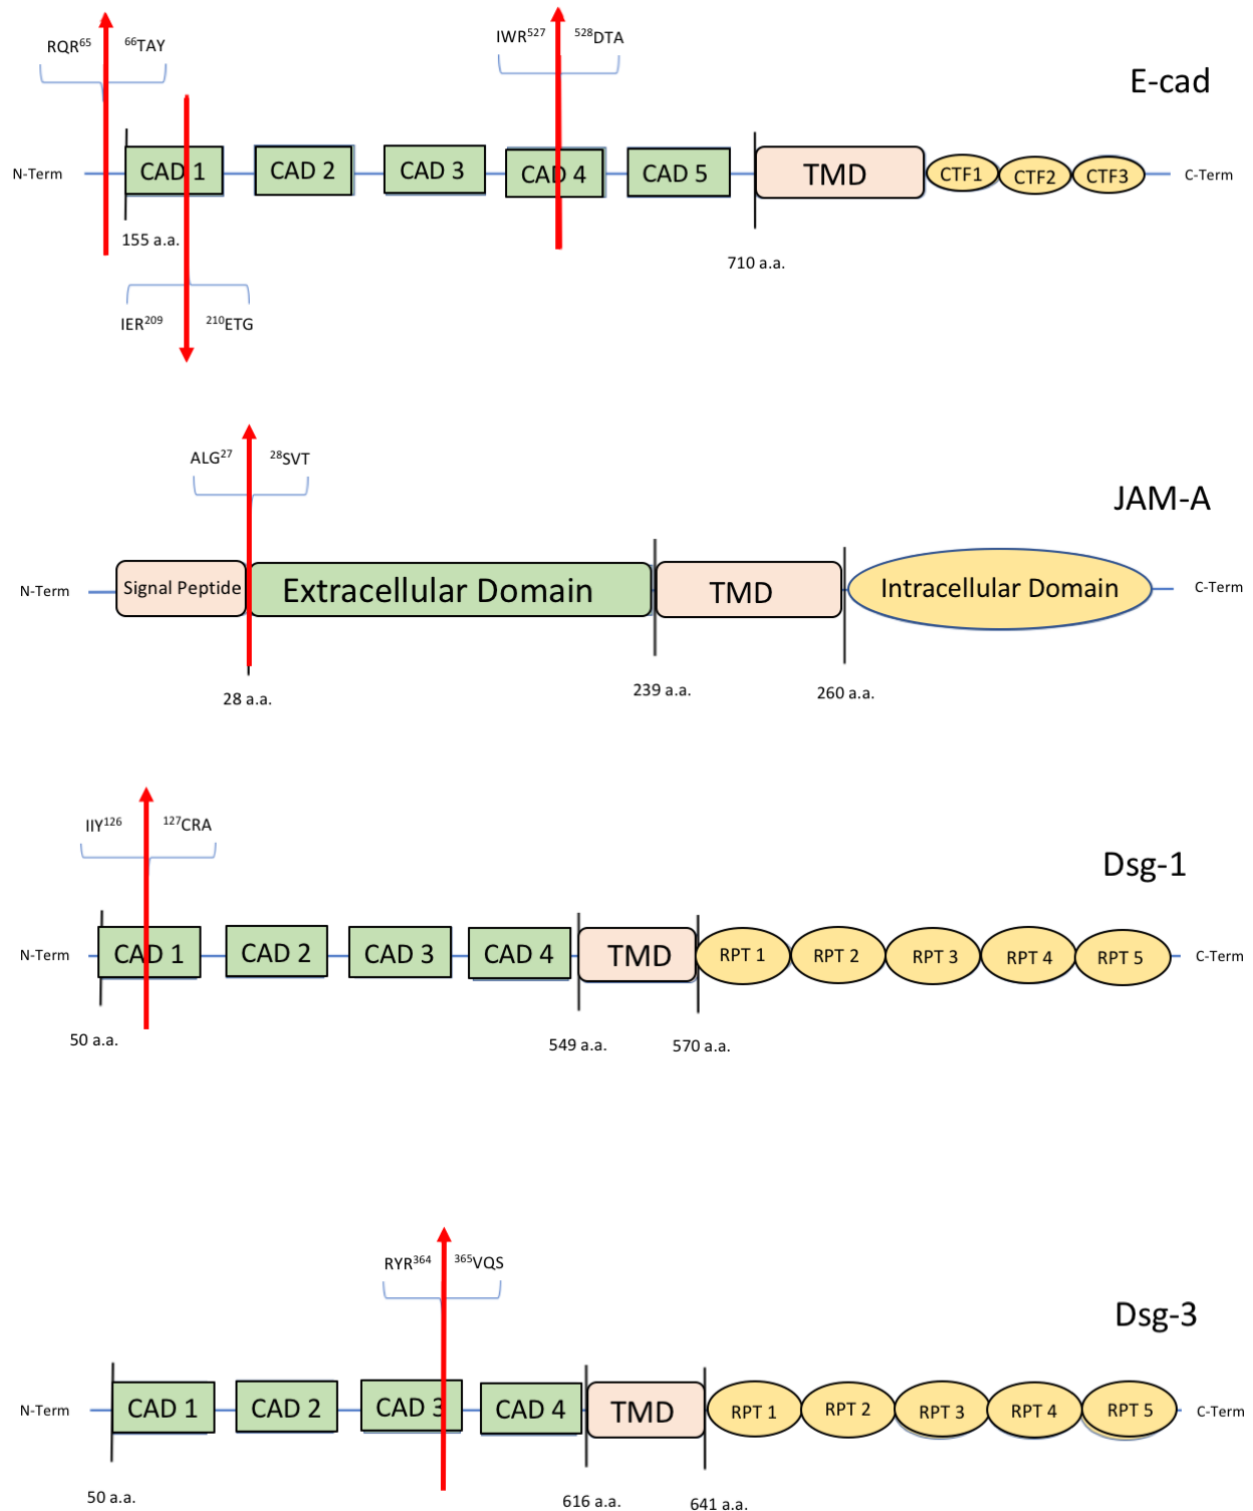 RQR⁶⁵ ⁶⁶TAY
IWR⁵²⁷ ⁵²⁸DTA
E-cad
N-Term CAD 1 CAD 2 CAD 3 CAD 4 CAD 5 TMD CTF1 CTF2 CTF3 C-Term
155 a.a.
710 a.a.
IER²⁰⁹ ²¹⁰ETG
ALG²⁷ ²⁸SVT
JAM-A
N-Term Signal Peptide Extracellular Domain TMD Intracellular Domain C-Term
28 a.a. 239 a.a. 260 a.a.
IIY¹²⁶ ¹²⁷CRA
Dsg-1
N-Term CAD 1 CAD 2 CAD 3 CAD 4 TMD RPT 1 RPT 2 RPT 3 RPT 4 RPT 5 C-Term
50 a.a. 549 a.a. 570 a.a.
RYR³⁶⁴ ³⁶⁵VQS
Dsg-3
N-Term CAD 1 CAD 2 CAD 3 CAD 4 TMD RPT 1 RPT 2 RPT 3 RPT 4 RPT 5 C-Term
50 a.a. 616 a.a. 641 a.a.